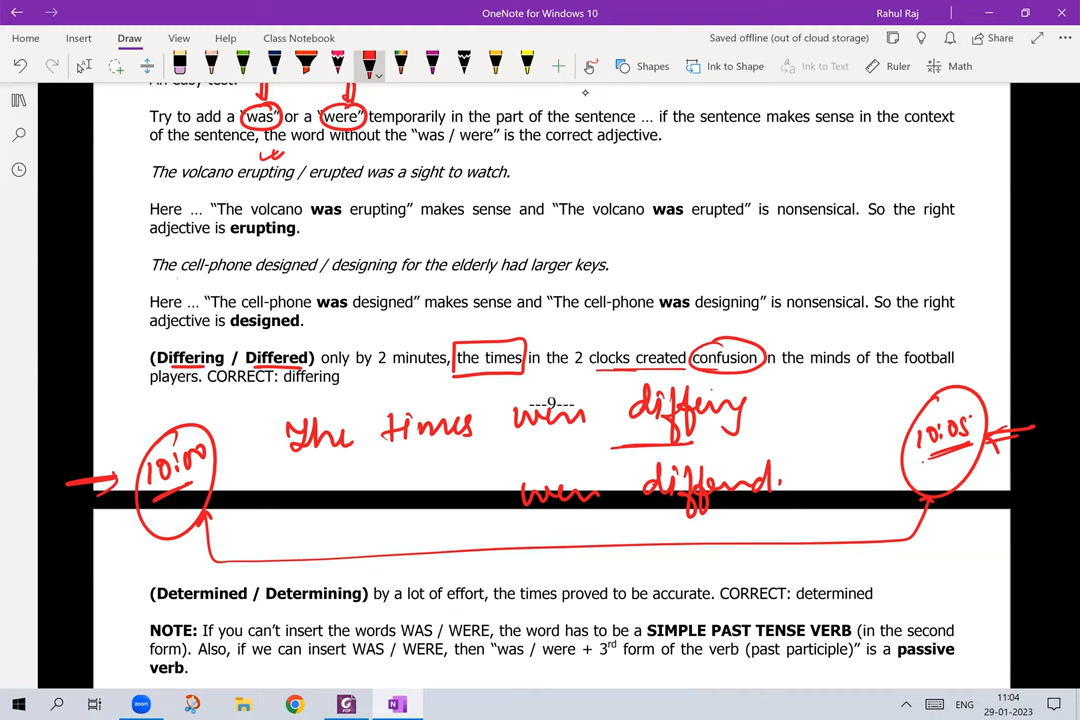 OneNote for Windows 10
Rahul Raj
Home Insert Draw View Help Class Notebook
Saved offline (out of cloud storage) Share
Shapes Ink to Shape Ink to Text Ruler Math
An easy test:
Try to add a “was” or a “were” temporarily in the part of the sentence … if the sentence makes sense in the context
of the sentence, the word without the “was / were” is the correct adjective.
The volcano erupting / erupted was a sight to watch.
Here … “The volcano was erupting” makes sense and “The volcano was erupted” is nonsensical. So the right
adjective is erupting.
The cell-phone designed / designing for the elderly had larger keys.
Here … “The cell-phone was designed” makes sense and “The cell-phone was designing” is nonsensical. So the right
adjective is designed.
(Differing / Differed) only by 2 minutes, the times in the 2 clocks created confusion in the minds of the football
players. CORRECT: differing
---9---
The times were differing
10:00 10:05
were differed.
(Determined / Determining) by a lot of effort, the times proved to be accurate. CORRECT: determined
NOTE: If you can’t insert the words WAS / WERE, the word has to be a SIMPLE PAST TENSE VERB (in the second
form). Also, if we can insert WAS / WERE, then “was / were + 3rd form of the verb (past participle)” is a passive
verb.
zoom
ENG
11:04
29-01-2023